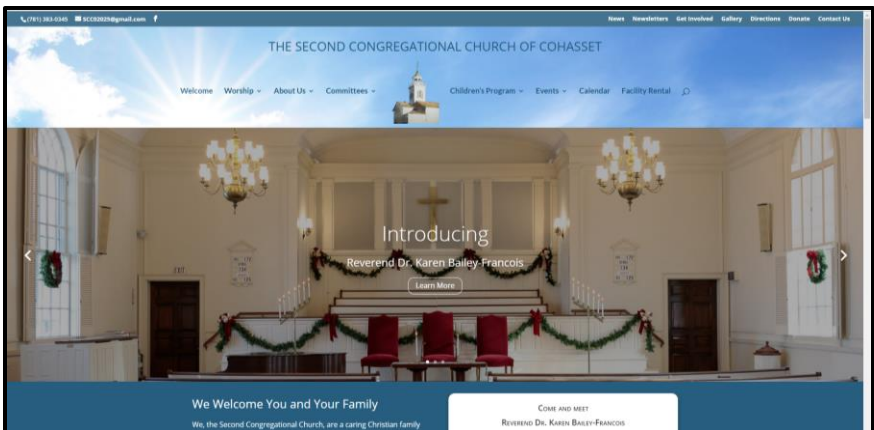 (781) 383-0345 SCC02025@gmail.com
News Newsletters Get Involved Gallery Directions Donate Contact Us
THE SECOND CONGREGATIONAL CHURCH OF COHASSET
Welcome Worship About Us Committees Children's Program Events Calendar Facility Rental
Introducing
Reverend Dr. Karen Bailey-Francois
Learn More
EXIT
We Welcome You and Your Family
We, the Second Congregational Church, are a caring Christian family
COME AND MEET
REVEREND DR. KAREN BAILEY-FRANCOIS